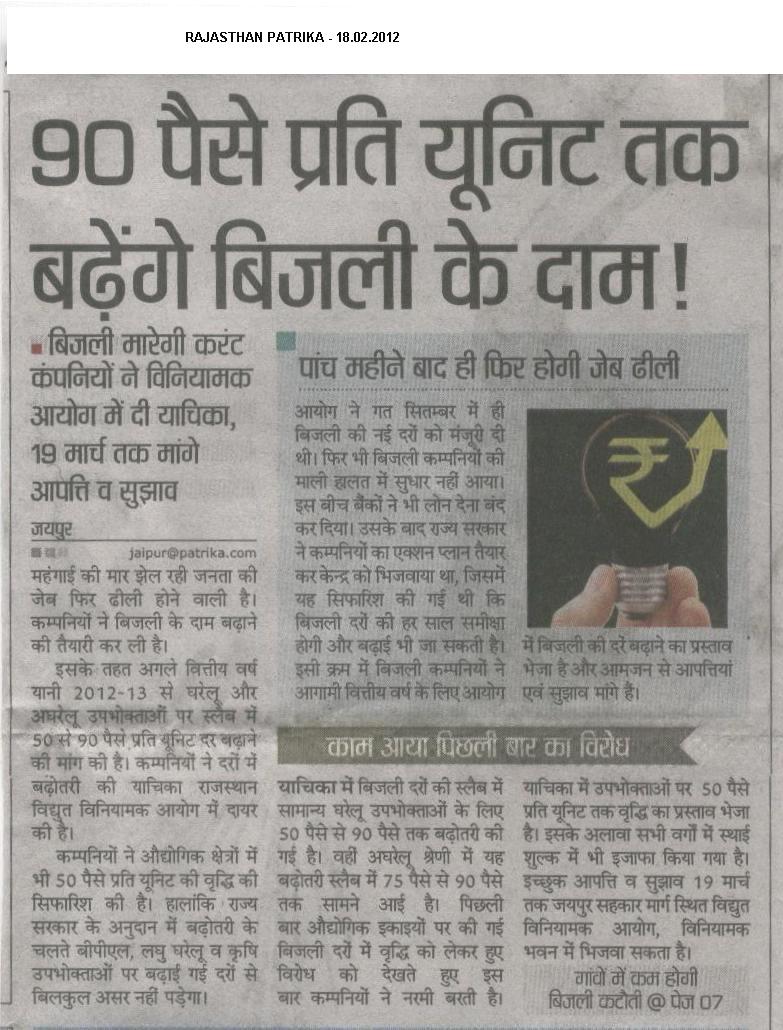 RAJASTHAN PATRIKA - 18.02.2012
90 पैसे प्रति यूनिट तक
बढ़ेंगे बिजली के दाम!
बिजली मारेगी करंट
कंपनियों ने विनियामक
आयोग में दी याचिका,
19 मार्च तक मांगे
आपत्ति व सुझाव
जयपुर
jaipur@patrika.com
महंगाई की मार झेल रही जनता की
जेब फिर ढीली होने वाली है।
कम्पनियों ने बिजली के दाम बढ़ाने
की तैयारी कर ली है।
इसके तहत अगले वित्तीय वर्ष
यानी 2012-13 से घरेलू और
अघरेलू उपभोक्ताओं पर स्लैब में
50 से 90 पैसे प्रति यूनिट दर बढ़ाने
की मांग की है। कम्पनियों ने दरों में
बढ़ोतरी की याचिका राजस्थान
विद्युत विनियामक आयोग में दायर
की है।
कम्पनियों ने औद्योगिक क्षेत्रों में
भी 50 पैसे प्रति यूनिट की वृद्धि की
सिफारिश की है। हालांकि राज्य
सरकार के अनुदान में बढ़ोतरी के
चलते बीपीएल, लघु घरेलू व कृषि
उपभोक्ताओं पर बढ़ाई गई दरों से
बिलकुल असर नहीं पड़ेगा।
पांच महीने बाद ही फिर होगी जेब ढीली
आयोग ने गत सितम्बर में ही
बिजली की नई दरों को मंजूरी दी
थी। फिर भी बिजली कम्पनियों की
माली हालत में सुधार नहीं आया।
इस बीच बैंकों ने भी लोन देना बंद
कर दिया। उसके बाद राज्य सरकार
ने कम्पनियों का एक्शन प्लान तैयार
कर केन्द्र को भिजवाया था, जिसमें
यह सिफारिश की गई थी कि
बिजली दरों की हर साल समीक्षा
होगी और बढ़ाई भी जा सकती है।
इसी क्रम में बिजली कम्पनियों ने
आगामी वित्तीय वर्ष के लिए आयोग
में बिजली की दरें बढ़ाने का प्रस्ताव
भेजा है और आमजन से आपत्तियां
एवं सुझाव मांगे हैं।
काम आया पिछली बार का विरोध
याचिका में बिजली दरों की स्लैब में
सामान्य घरेलू उपभोक्ताओं के लिए
50 पैसे से 90 पैसे तक बढ़ोतरी की
गई है। वहीं अघरेलू श्रेणी में यह
बढ़ोतरी स्लैब में 75 पैसे से 90 पैसे
तक सामने आई है। पिछली
बार औद्योगिक इकाइयों पर की गई
बिजली दरों में वृद्धि को लेकर हुए
विरोध को देखते हुए इस
बार कम्पनियों ने नरमी बरती है।
याचिका में उपभोक्ताओं पर 50 पैसे
प्रति यूनिट तक वृद्धि का प्रस्ताव भेजा
है। इसके अलावा सभी वर्गों में स्थाई
शुल्क में भी इजाफा किया गया है।
इच्छुक आपत्ति व सुझाव 19 मार्च
तक जयपुर सहकार मार्ग स्थित विद्युत
विनियामक आयोग, विनियामक
भवन में भिजवा सकता है।
गांवों में कम होगी
बिजली कटौती @ पेज 07